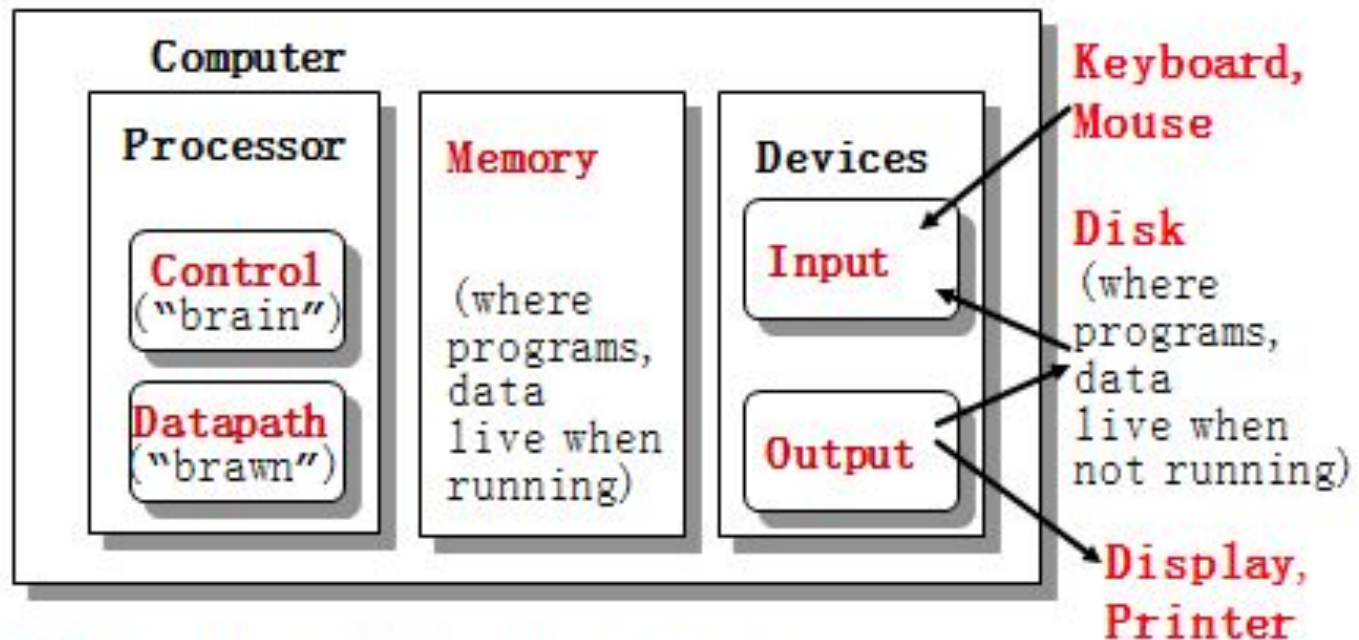 Computer
Processor
Control
("brain")
Datapath
("brawn")
Memory
(where
programs,
data
live when
running)
Devices
Input
Output
Keyboard,
Mouse
Disk
(where
programs,
data
live when
not running)
Display,
Printer